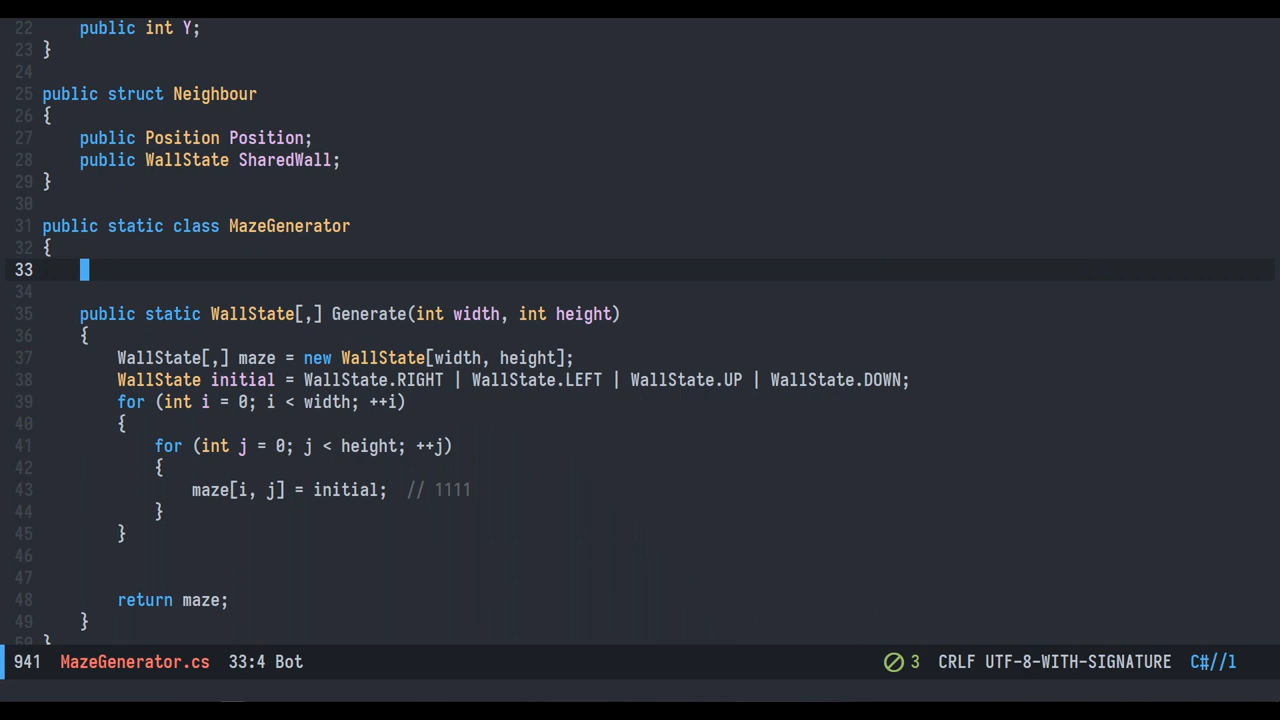 22     public int Y;
23 }
24
25 public struct Neighbour
26 {
27     public Position Position;
28     public WallState SharedWall;
29 }
30
31 public static class MazeGenerator
32 {
33
34
35     public static WallState[,] Generate(int width, int height)
36     {
37         WallState[,] maze = new WallState[width, height];
38         WallState initial = WallState.RIGHT | WallState.LEFT | WallState.UP | WallState.DOWN;
39         for (int i = 0; i < width; ++i)
40         {
41             for (int j = 0; j < height; ++j)
42             {
43                 maze[i, j] = initial;  // 1111
44             }
45         }
46
47
48         return maze;
49     }
50 }
941 MazeGenerator.cs 33:4 Bot 3 CRLF UTF-8-WITH-SIGNATURE C#//l